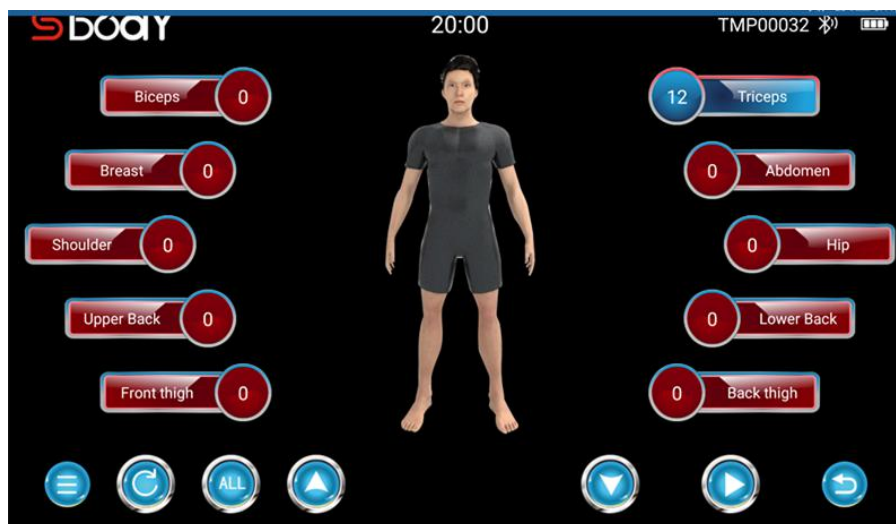 SBODY
20:00
TMP00032
Biceps 0
12 Triceps
Breast 0
0 Abdomen
Shoulder 0
0 Hip
Upper Back 0
0 Lower Back
Front thigh 0
0 Back thigh
ALL